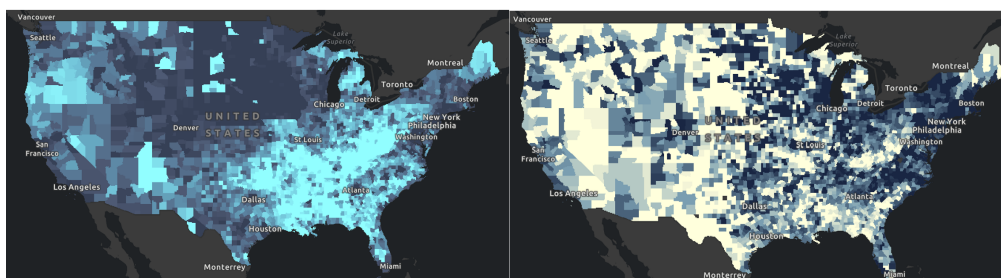 Vancouver
Seattle
Lake
Superior
Montreal
Toronto
Chicago
Detroit
Boston
UNITED
STATES
Denver
St Louis
New York
Philadelphia
Washington
San
Francisco
Los Angeles
Atlanta
Dallas
Houston
Monterrey
Miami
Vancouver
Seattle
Lake
Superior
Montreal
Toronto
Chicago
Detroit
Boston
UNITED
STATES
Denver
St Louis
New York
Philadelphia
Washington
San
Francisco
Los Angeles
Atlanta
Dallas
Houston
Monterrey
Miami